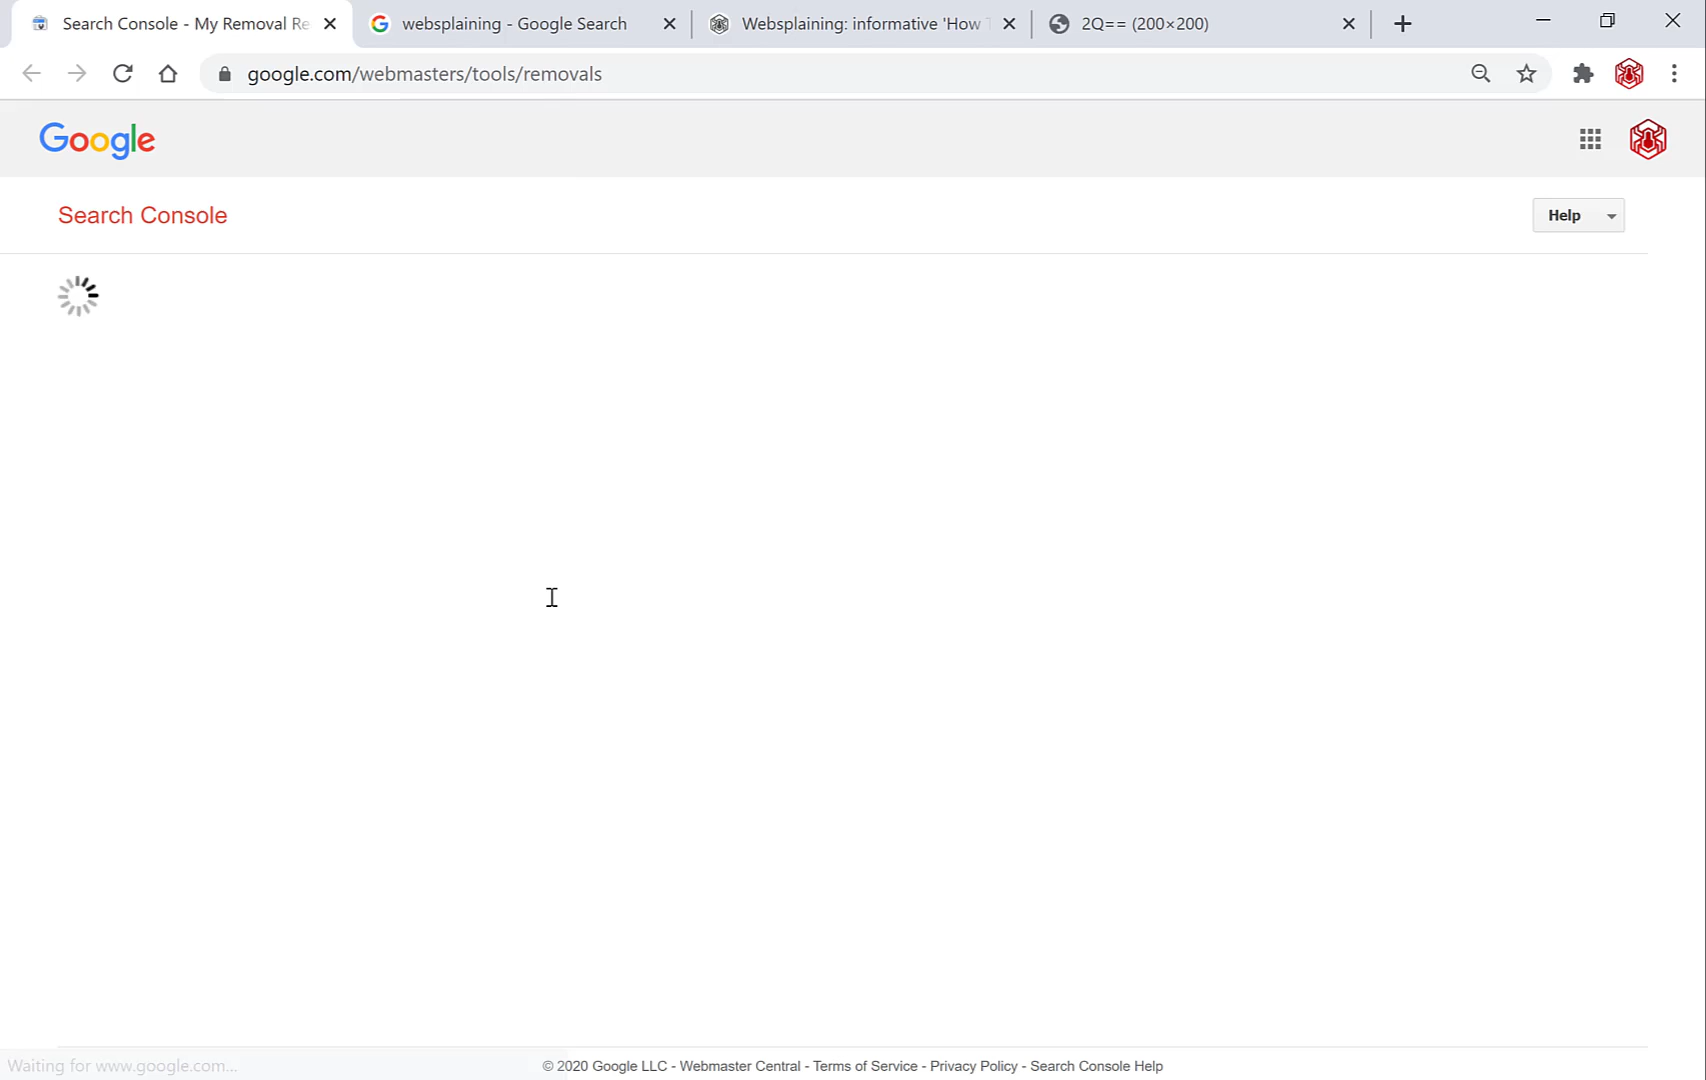 Search Console - My Removal Re
websplaining - Google Search
Websplaining: informative 'How T
2Q== (200×200)
google.com/webmasters/tools/removals
Google
Search Console
Help
Waiting for www.google.com...
© 2020 Google LLC - Webmaster Central - Terms of Service - Privacy Policy - Search Console Help